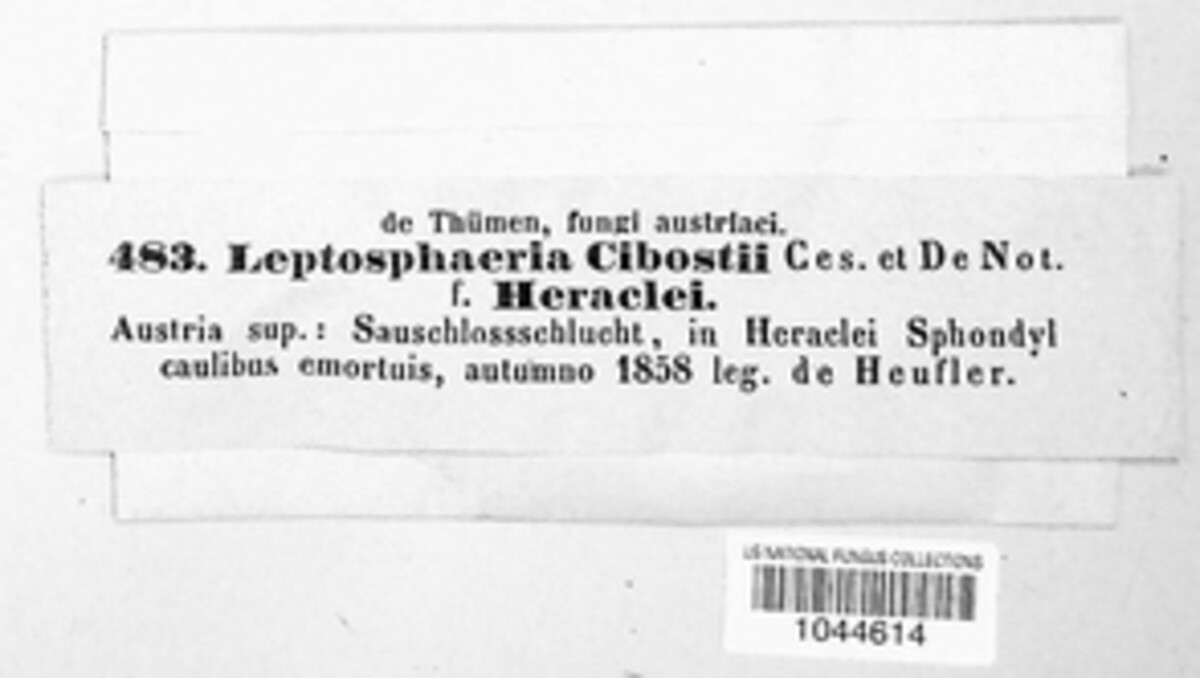 de Thümen, fungi austriaci.
483. Leptosphaeria Cibostii Ces. et De Not.
f. Heraclei.
Austria sup.: Sauschlossschlucht, in Heraclei Sphondyl
caulibus emortuis, autumno 1858 leg. de Heufler.
US NATIONAL FUNGUS COLLECTIONS
1044614